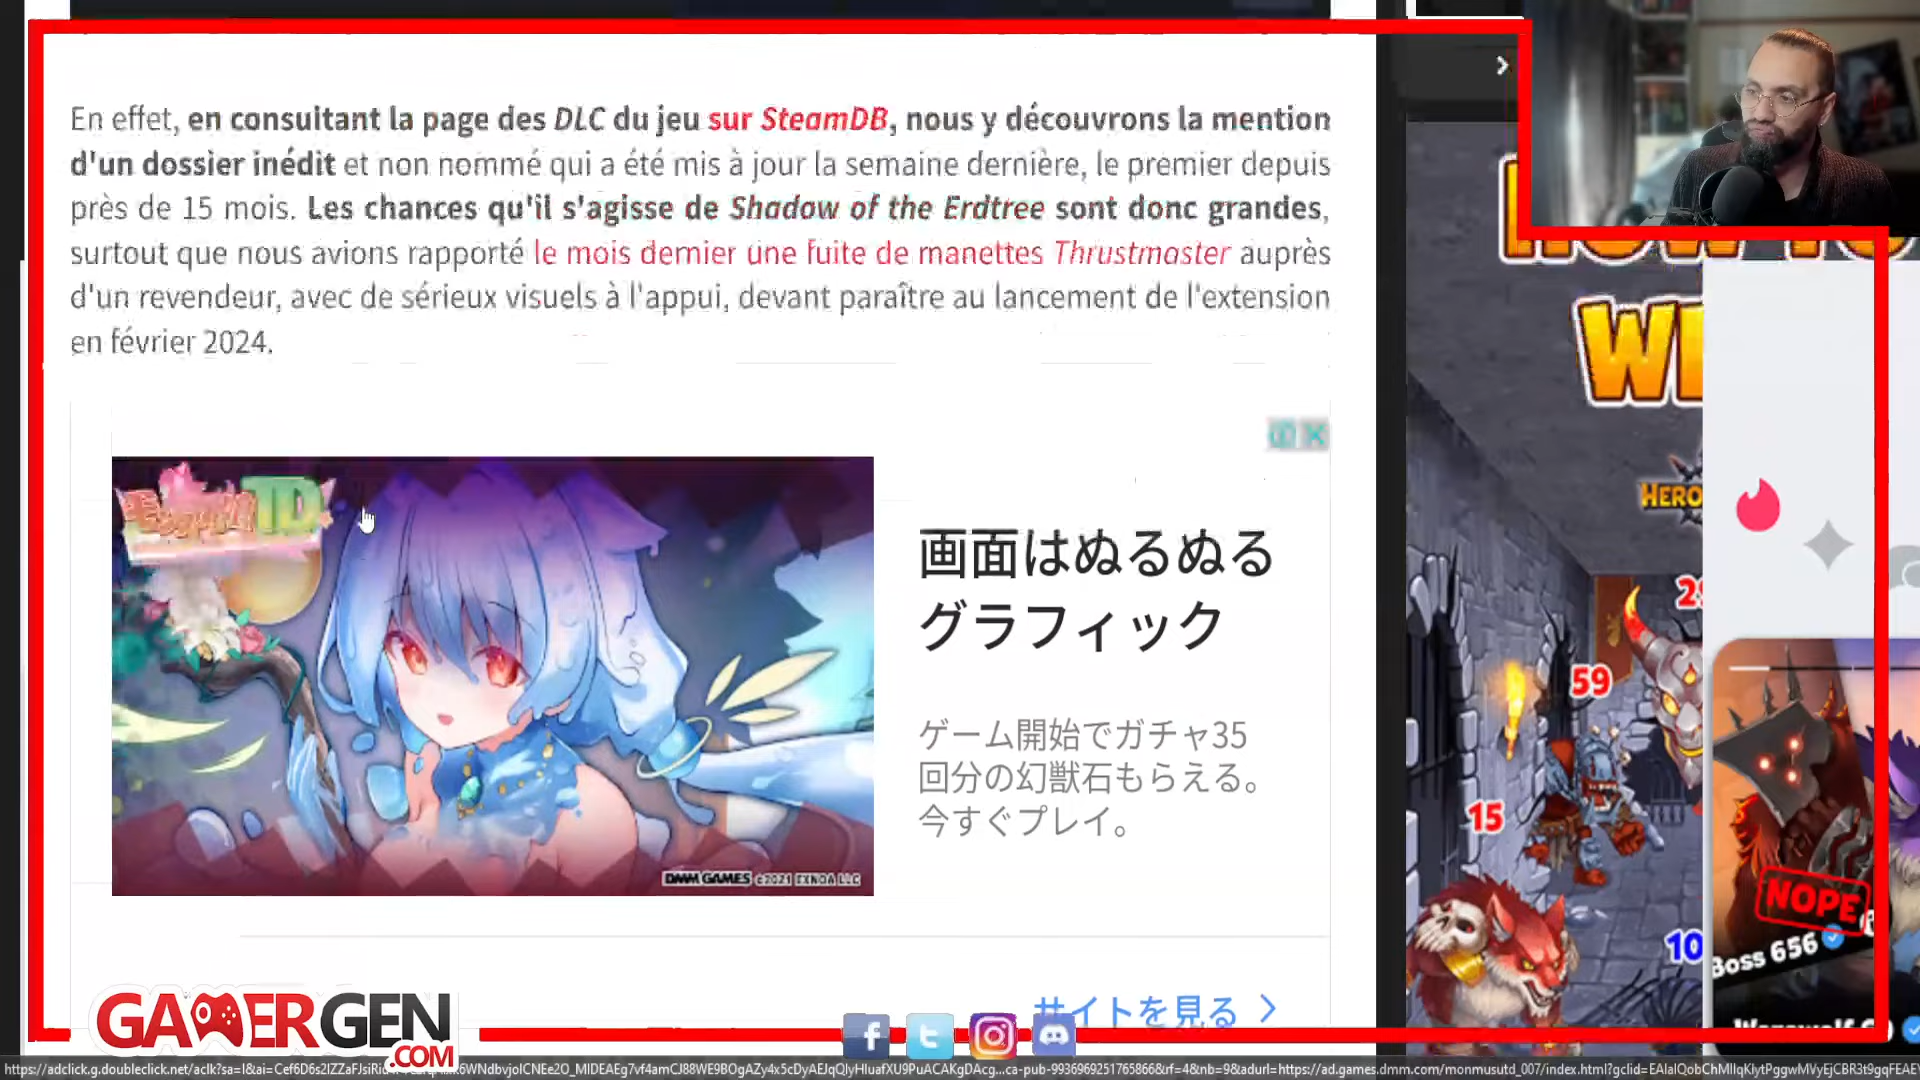 En effet, en consultant la page des DLC du jeu sur SteamDB, nous y découvrons la mention
d'un dossier inédit et non nommé qui a été mis à jour la semaine dernière, le premier depuis
près de 15 mois. Les chances qu'il s'agisse de Shadow of the Erdtree sont donc grandes,
surtout que nous avions rapporté le mois dernier une fuite de manettes Thrustmaster auprès
d'un revendeur, avec de sérieux visuels à l'appui, devant paraître au lancement de l'extension
en février 2024.
HOW TO
HERO
TD
画面はぬるぬる
グラフィック
59
ゲーム開始でガチャ35
回分の幻獣石もらえる。
今すぐプレイ。
15
DMM GAMES ©2021 EXNOA LLC
NOPE
Boss 656
10
サイトを見る
GAMERGEN
.COM